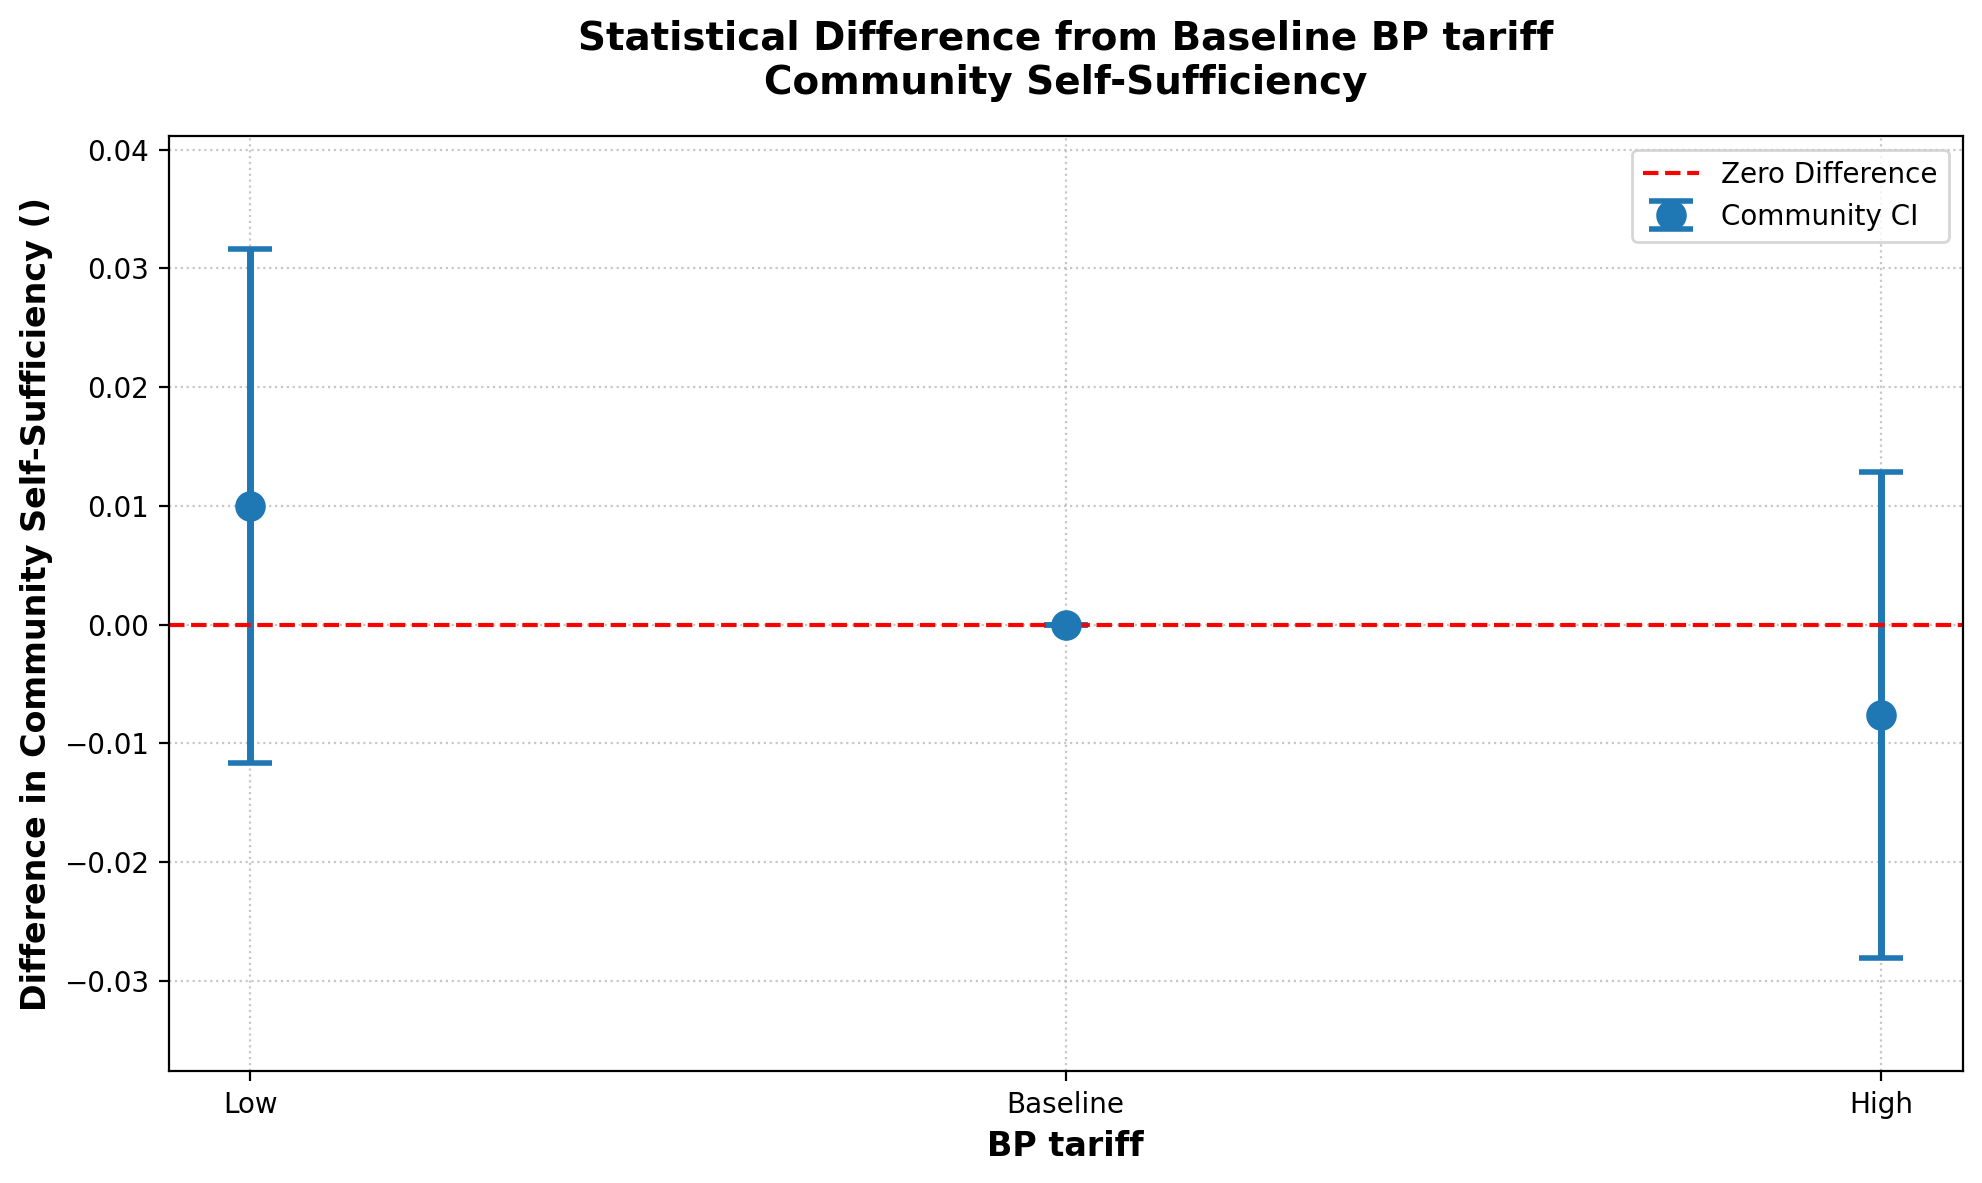 Statistical Difference from Baseline BP tariff
Community Self-Sufficiency
Difference in Community Self-Sufficiency ()
0.04
0.03
0.02
0.01
0.00
−0.01
−0.02
−0.03
Zero Difference
Community CI
Low
Baseline
High
BP tariff